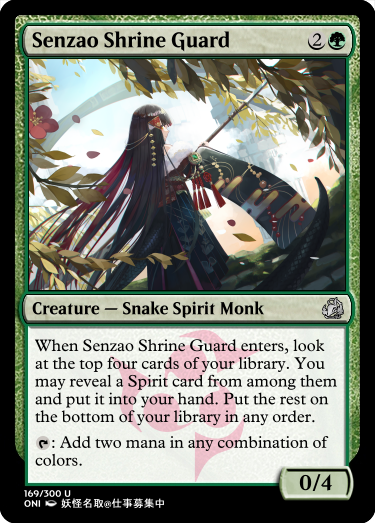 Senzao Shrine Guard 2
Creature — Snake Spirit Monk
When Senzao Shrine Guard enters, look
at the top four cards of your library. You
may reveal a Spirit card from among them
and put it into your hand. Put the rest on
the bottom of your library in any order.
: Add two mana in any combination of
colors.
0/4
169/300 U
ONI 妖怪名取@仕事募集中